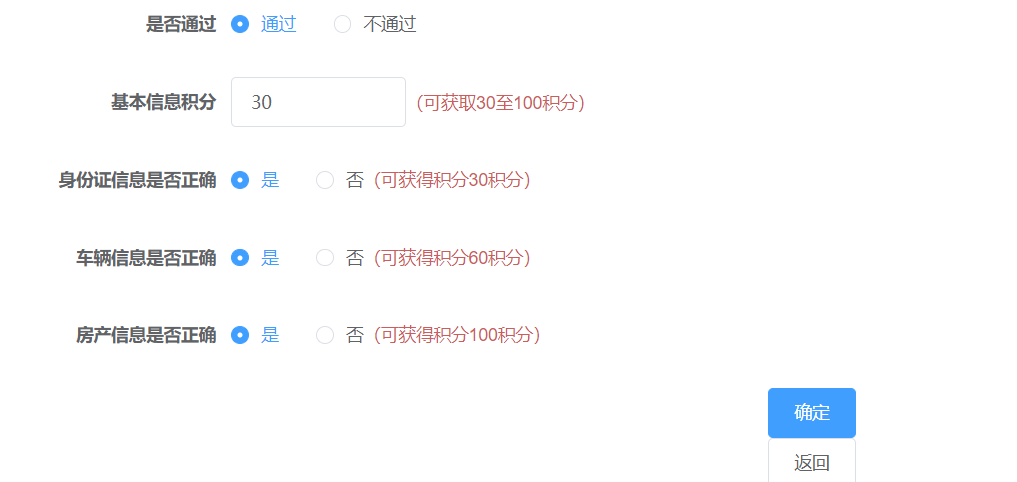 是否通过 通过 不通过
基本信息积分 30 (可获取30至100积分)
身份证信息是否正确 是 否 (可获得积分30积分)
车辆信息是否正确 是 否 (可获得积分60积分)
房产信息是否正确 是 否 (可获得积分100积分)
确定
返回